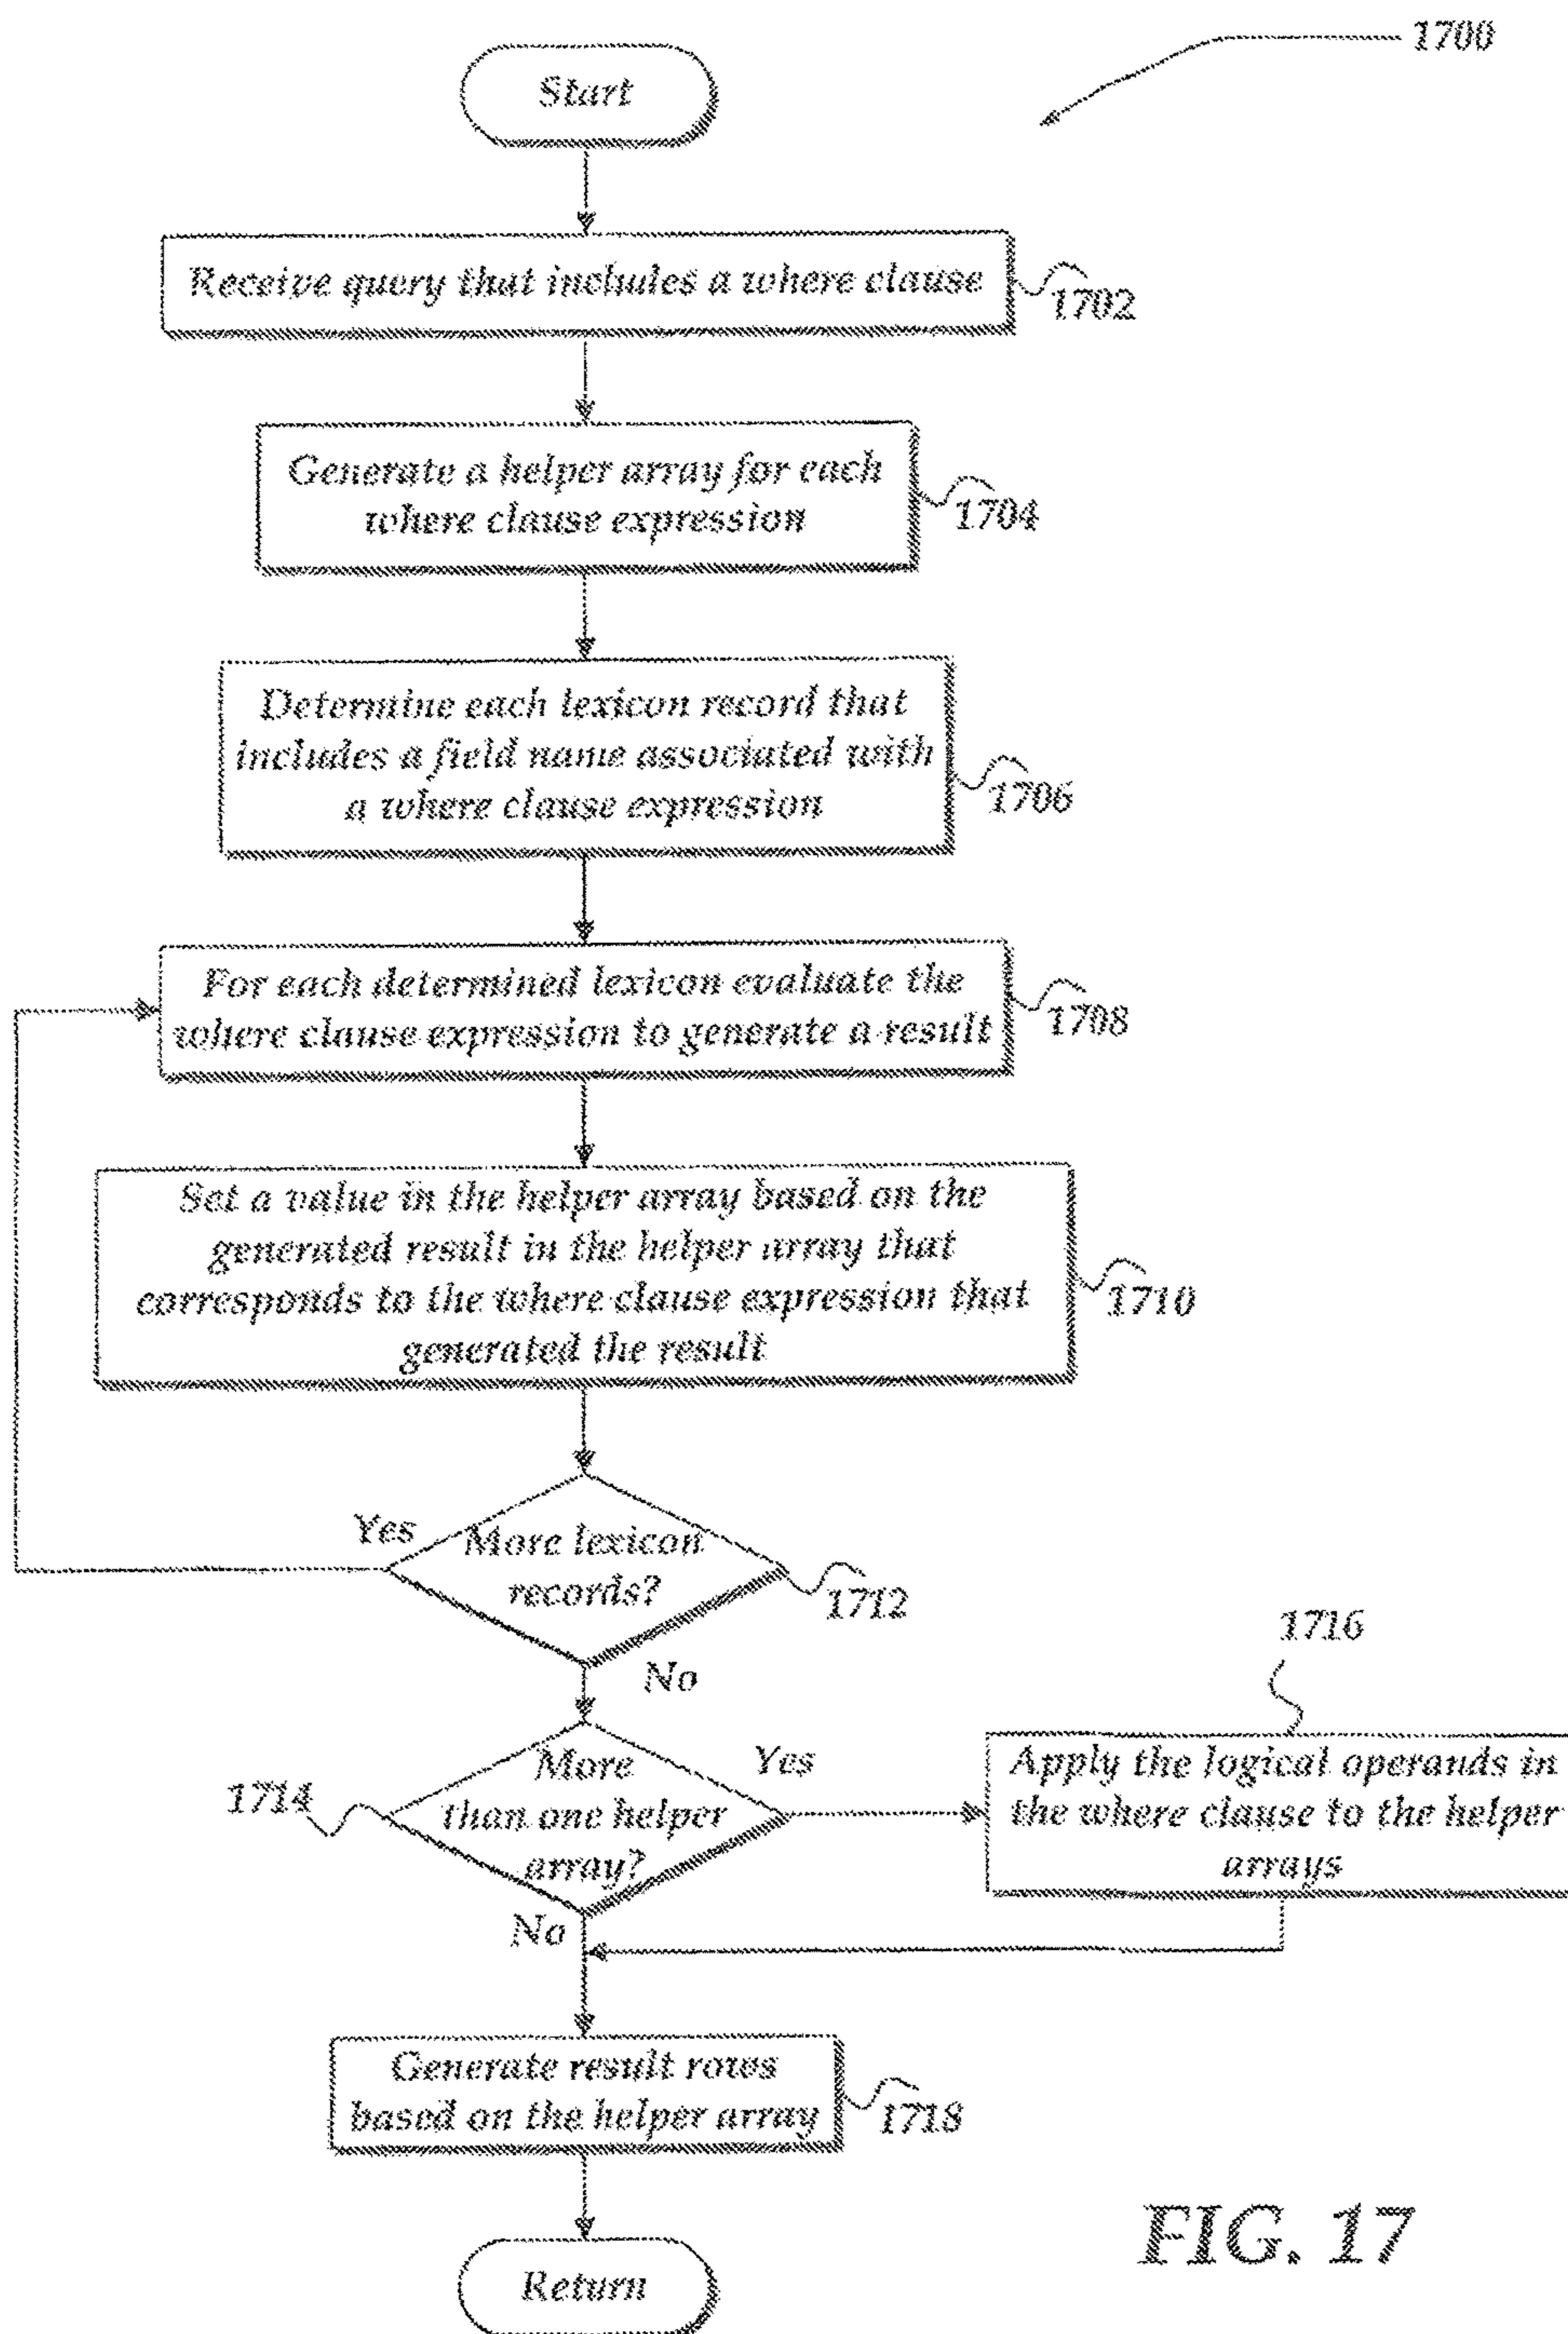 1700
Start
Receive query that includes a where clause
1702
Generate a helper array for each
where clause expression
1704
Determine each lexicon record that
includes a field name associated with
a where clause expression
1706
For each determined lexicon evaluate the
where clause expression to generate a result
1708
Set a value in the helper array based on the
generated result in the helper array that
corresponds to the where clause expression that
generated the result
1710
Yes
More lexicon
records?
1712
No
1716
More
than one helper
array?
Yes
1714
Apply the logical operands in
the where clause to the helper
arrays
No
Generate result rows
based on the helper array
1718
Return
FIG. 17